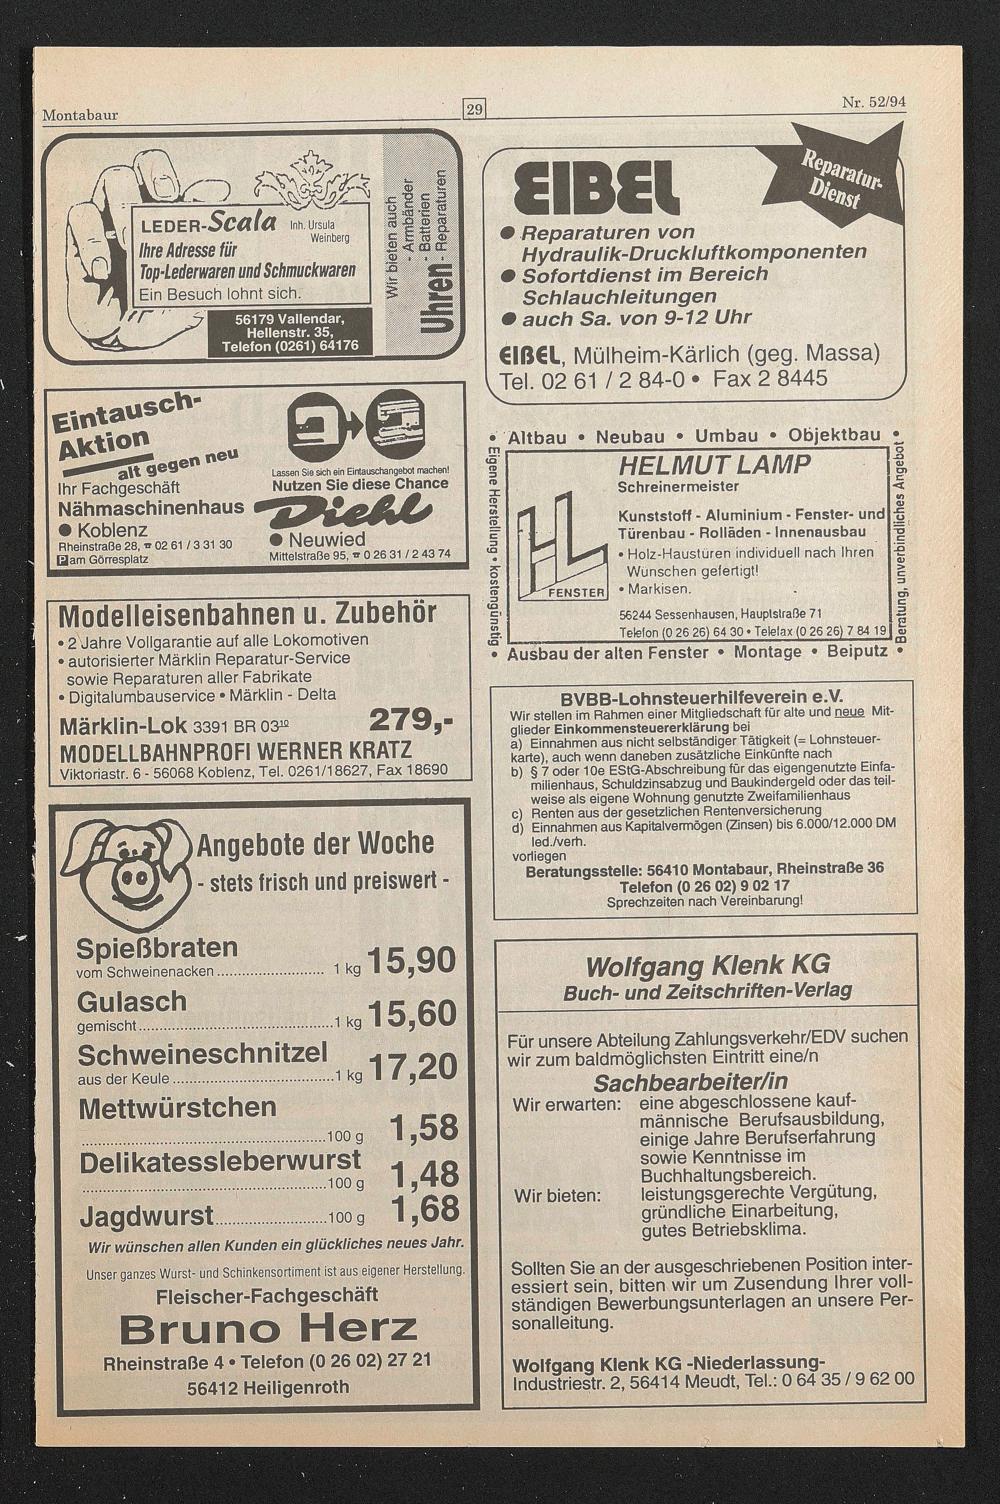 Montabaur
29
Nr. 52/94
LEDER-Scala Inh. Ursula
Weinberg
Ihre Adresse für
Top-Lederwaren und Schmuckwaren
Ein Besuch lohnt sich.
56179 Vallendar,
Hellenstr. 35,
Telefon (0261) 64176
Wir bieten auch
- Armbänder
- Batterien
Uhren - Reparaturen
Eintausch-
Aktion
alt gegen neu
Ihr Fachgeschäft
Nähmaschinenhaus
● Koblenz
Rheinstraße 28, ☎ 02 61 / 3 31 30
P am Görresplatz
Lassen Sie sich ein Eintauschangebot machen!
Nutzen Sie diese Chance
Diehl
● Neuwied
Mittelstraße 95, ☎ 0 26 31 / 2 43 74
Modelleisenbahnen u. Zubehör
• 2 Jahre Vollgarantie auf alle Lokomotiven
• autorisierter Märklin Reparatur-Service
sowie Reparaturen aller Fabrikate
• Digitalumbauservice • Märklin - Delta
Märklin-Lok 3391 BR 03¹⁰ 279,-
MODELLBAHNPROFI WERNER KRATZ
Viktoriastr. 6 - 56068 Koblenz, Tel. 0261/18627, Fax 18690
Angebote der Woche
- stets frisch und preiswert -
Spießbraten
vom Schweinenacken ........ 1 kg 15,90
Gulasch
gemischt ........ 1 kg 15,60
Schweineschnitzel
aus der Keule ........ 1 kg 17,20
Mettwürstchen
........ 100 g 1,58
Delikatessleberwurst
........ 100 g 1,48
Jagdwurst ........ 100 g 1,68
Wir wünschen allen Kunden ein glückliches neues Jahr.
Unser ganzes Wurst- und Schinkensortiment ist aus eigener Herstellung.
Fleischer-Fachgeschäft
Bruno Herz
Rheinstraße 4 • Telefon (0 26 02) 27 21
56412 Heiligenroth
EIBEL
Reparatur-
Dienst
● Reparaturen von
Hydraulik-Druckluftkomponenten
● Sofortdienst im Bereich
Schlauchleitungen
● auch Sa. von 9-12 Uhr
EIBEL, Mülheim-Kärlich (geg. Massa)
Tel. 02 61 / 2 84-0 • Fax 2 8445
• Altbau • Neubau • Umbau • Objektbau •
Eigene Herstellung • kostengünstig
HELMUT LAMP
Schreinermeister
Kunststoff - Aluminium - Fenster- und
Türenbau - Rolläden - Innenausbau
• Holz-Haustüren individuell nach Ihren
Wünschen gefertigt!
• Markisen.
HL
FENSTER
56244 Sessenhausen, Hauptstraße 71
Telefon (0 26 26) 64 30 • Telefax (0 26 26) 7 84 19
Beratung, unverbindliches Angebot
• Ausbau der alten Fenster • Montage • Beiputz •
BVBB-Lohnsteuerhilfeverein e.V.
Wir stellen im Rahmen einer Mitgliedschaft für alte und neue Mit-
glieder Einkommensteuererklärung bei
a) Einnahmen aus nicht selbständiger Tätigkeit (= Lohnsteuer-
karte), auch wenn daneben zusätzliche Einkünfte nach
b) § 7 oder 10e EStG-Abschreibung für das eigengenutzte Einfa-
milienhaus, Schuldzinsabzug und Baukindergeld oder das teil-
weise als eigene Wohnung genutzte Zweifamilienhaus
c) Renten aus der gesetzlichen Rentenversicherung
d) Einnahmen aus Kapitalvermögen (Zinsen) bis 6.000/12.000 DM
led./verh.
vorliegen
Beratungsstelle: 56410 Montabaur, Rheinstraße 36
Telefon (0 26 02) 9 02 17
Sprechzeiten nach Vereinbarung!
Wolfgang Klenk KG
Buch- und Zeitschriften-Verlag
Für unsere Abteilung Zahlungsverkehr/EDV suchen
wir zum baldmöglichsten Eintritt eine/n
Sachbearbeiter/in
Wir erwarten: eine abgeschlossene kauf-
männische Berufsausbildung,
einige Jahre Berufserfahrung
sowie Kenntnisse im
Buchhaltungsbereich.
Wir bieten: leistungsgerechte Vergütung,
gründliche Einarbeitung,
gutes Betriebsklima.
Sollten Sie an der ausgeschriebenen Position inter-
essiert sein, bitten wir um Zusendung Ihrer voll-
ständigen Bewerbungsunterlagen an unsere Per-
sonalleitung.
Wolfgang Klenk KG -Niederlassung-
Industriestr. 2, 56414 Meudt, Tel.: 0 64 35 / 9 62 00